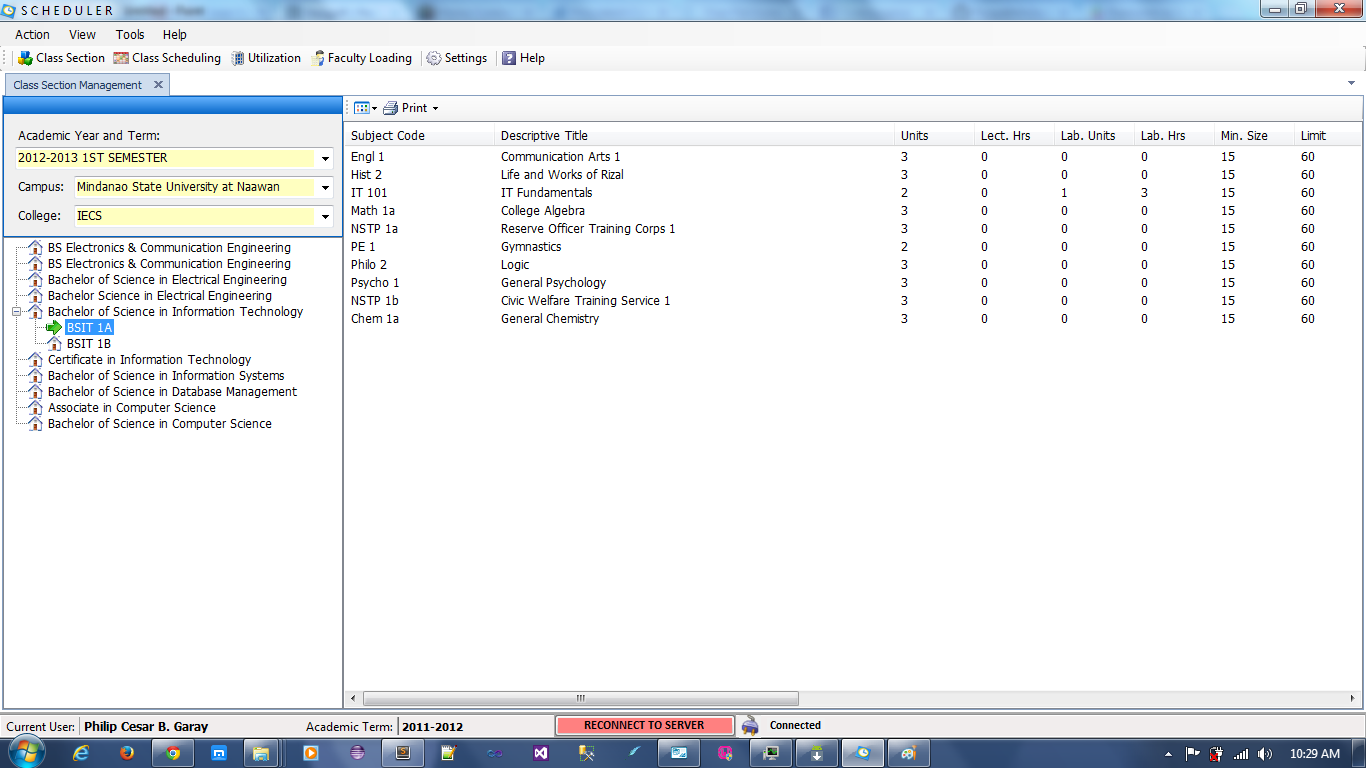 SCHEDULER
Action View Tools Help
Class Section Class Scheduling Utilization Faculty Loading Settings Help
Class Section Management
Print
Academic Year and Term:
2012-2013 1ST SEMESTER
Campus: Mindanao State University at Naawan
College: IECS
BS Electronics & Communication Engineering
BS Electronics & Communication Engineering
Bachelor of Science in Electrical Engineering
Bachelor Science in Electrical Engineering
Bachelor of Science in Information Technology
BSIT 1A
BSIT 1B
Certificate in Information Technology
Bachelor of Science in Information Systems
Bachelor of Science in Database Management
Associate in Computer Science
Bachelor of Science in Computer Science
Subject Code Descriptive Title Units Lect. Hrs Lab. Units Lab. Hrs Min. Size Limit
Engl 1 Communication Arts 1 3 0 0 0 15 60
Hist 2 Life and Works of Rizal 3 0 0 0 15 60
IT 101 IT Fundamentals 2 0 1 3 15 60
Math 1a College Algebra 3 0 0 0 15 60
NSTP 1a Reserve Officer Training Corps 1 3 0 0 0 15 60
PE 1 Gymnastics 2 0 0 0 15 60
Philo 2 Logic 3 0 0 0 15 60
Psycho 1 General Psychology 3 0 0 0 15 60
NSTP 1b Civic Welfare Training Service 1 3 0 0 0 15 60
Chem 1a General Chemistry 3 0 0 0 15 60
Current User: Philip Cesar B. Garay Academic Term: 2011-2012 RECONNECT TO SERVER Connected
10:29 AM